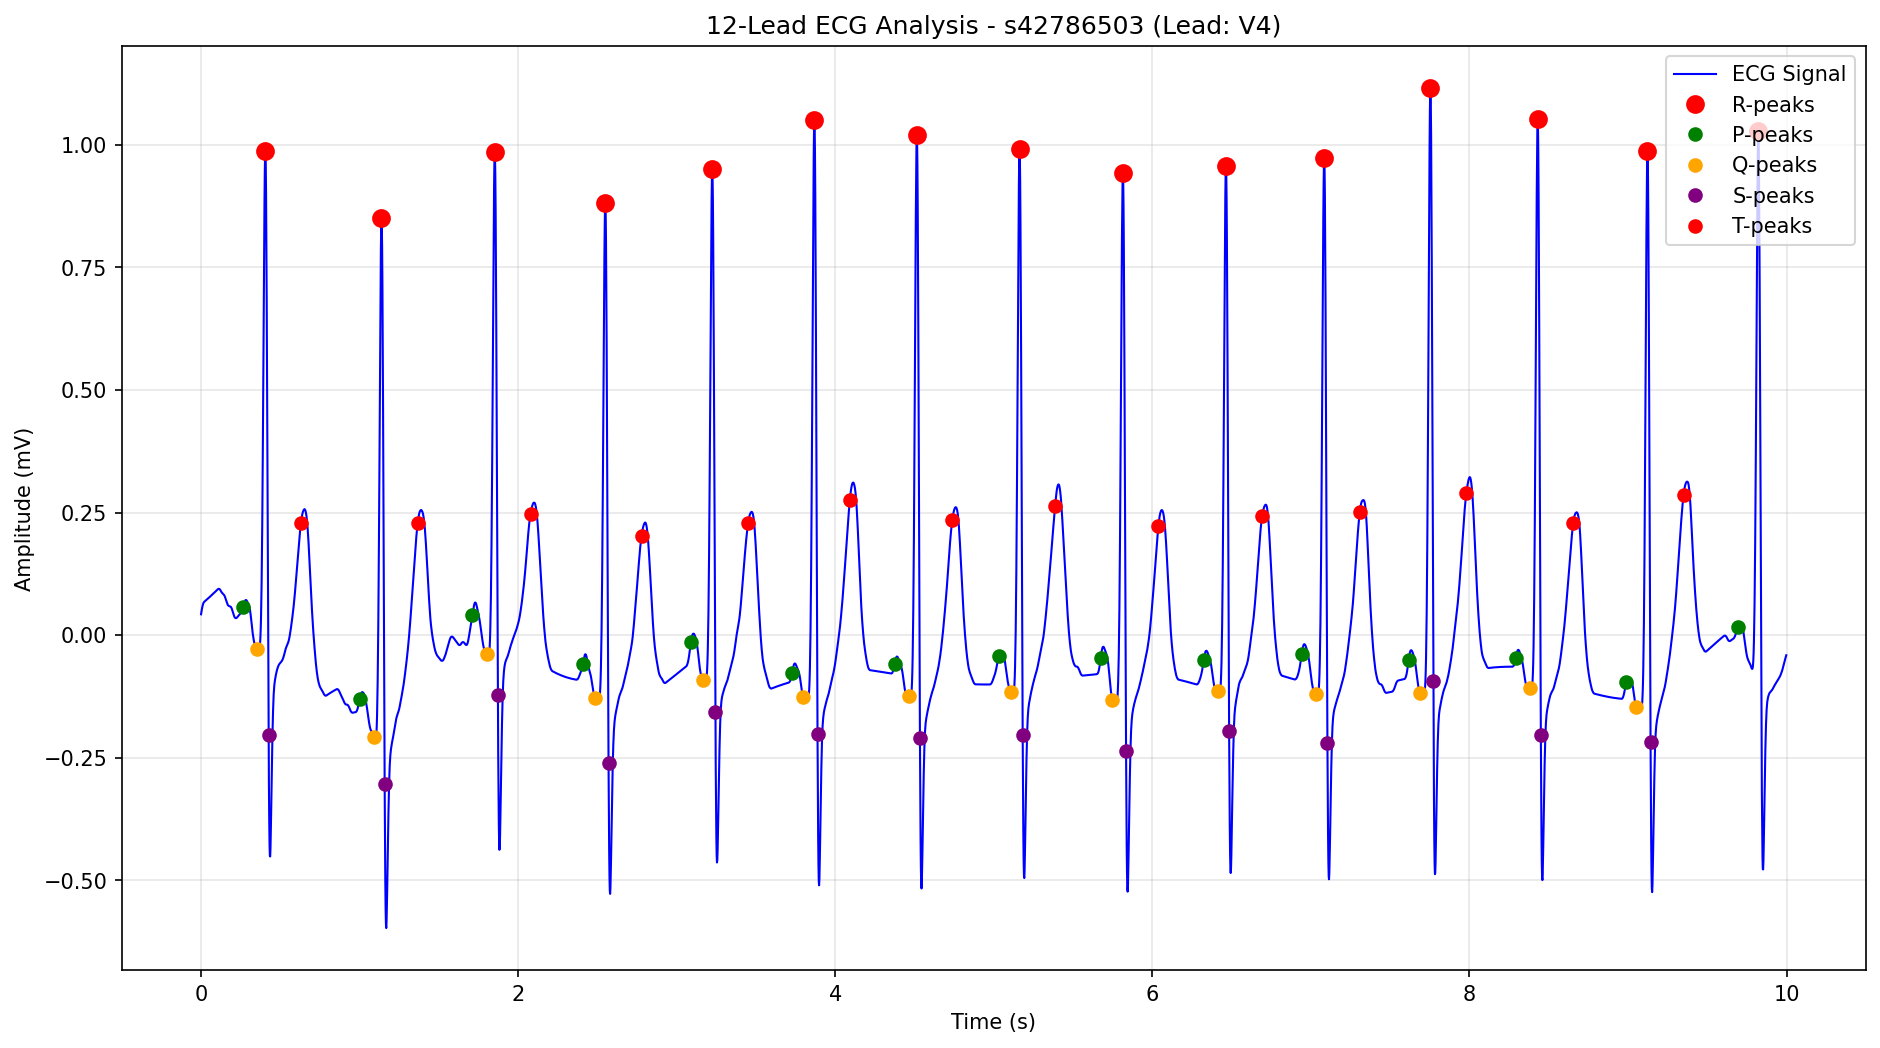 12-Lead ECG Analysis - s42786503 (Lead: V4)
ECG Signal
R-peaks
P-peaks
Q-peaks
S-peaks
T-peaks
Amplitude (mV)
1.00
0.75
0.50
0.25
0.00
−0.25
−0.50
0 2 4 6 8 10
Time (s)